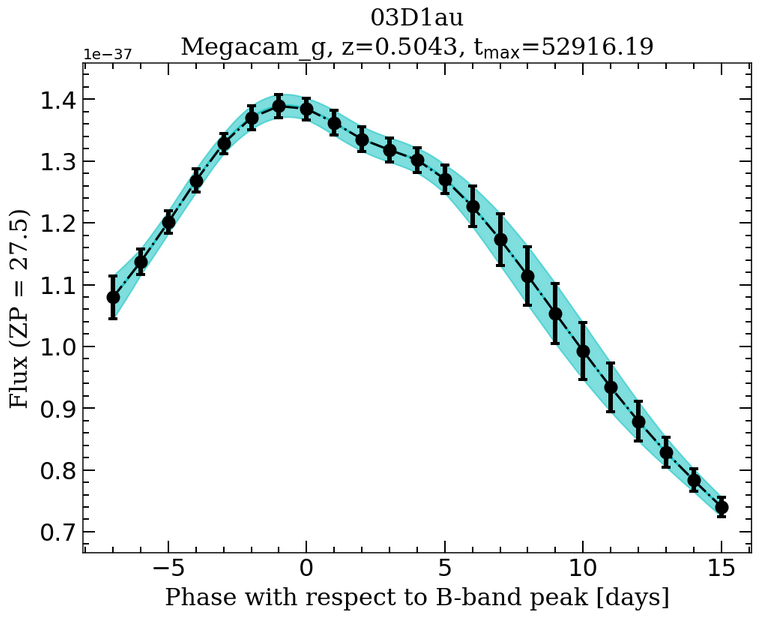 03D1au
Megacam_g, z=0.5043, tmax=52916.19
1e−37
1.4
1.3
1.2
1.1
1.0
0.9
0.8
0.7
Flux (ZP = 27.5)
−5 0 5 10 15
Phase with respect to B-band peak [days]